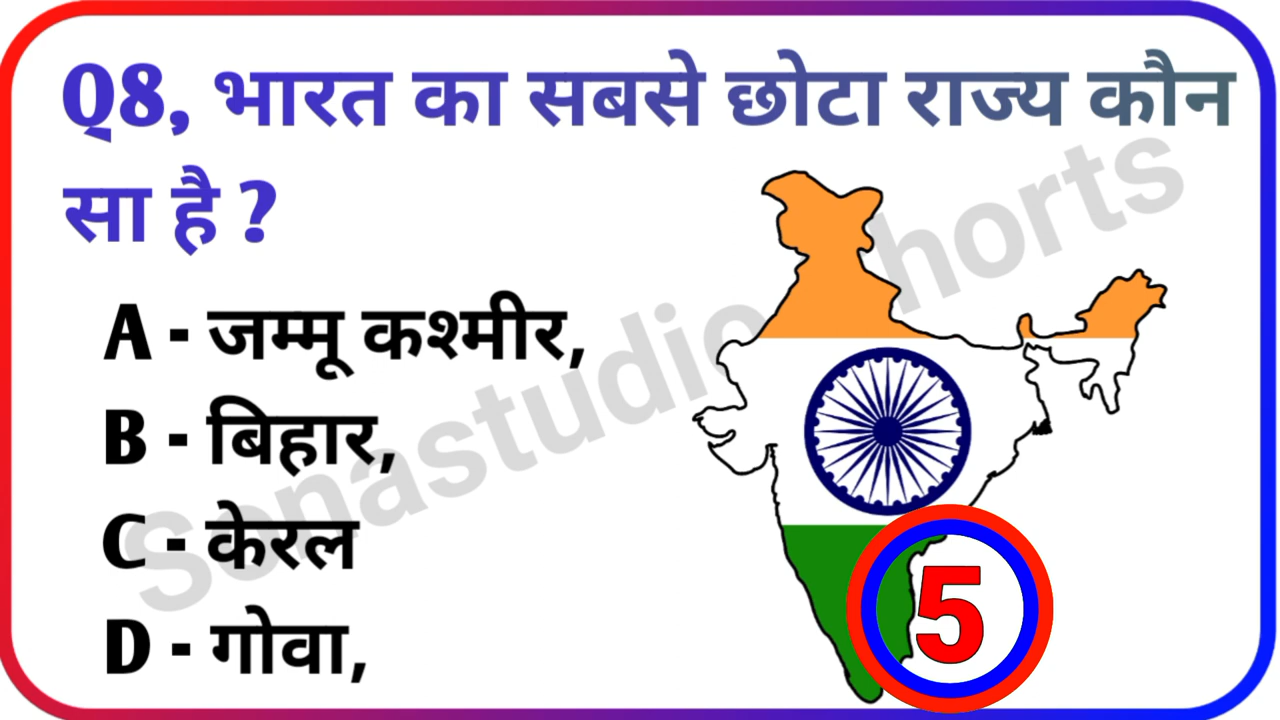 Q8, भारत का सबसे छोटा राज्य कौन
सा है ?
A - जम्मू कश्मीर,
B - बिहार,
C - केरल
D - गोवा,
5